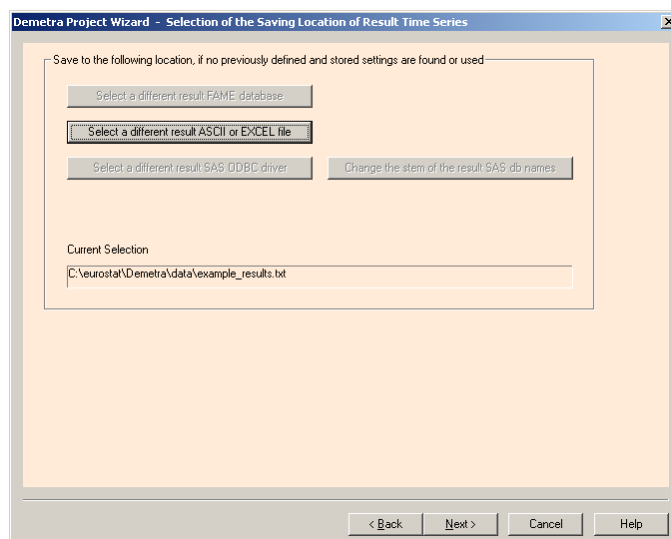 Demetra Project Wizard - Selection of the Saving Location of Result Time Series
Save to the following location, if no previously defined and stored settings are found or used
Select a different result FAME database
Select a different result ASCII or EXCEL file
Select a different result SAS ODBC driver
Change the stem of the result SAS db names
Current Selection
C:\eurostat\Demetra\data\example_results.txt
< Back
Next >
Cancel
Help